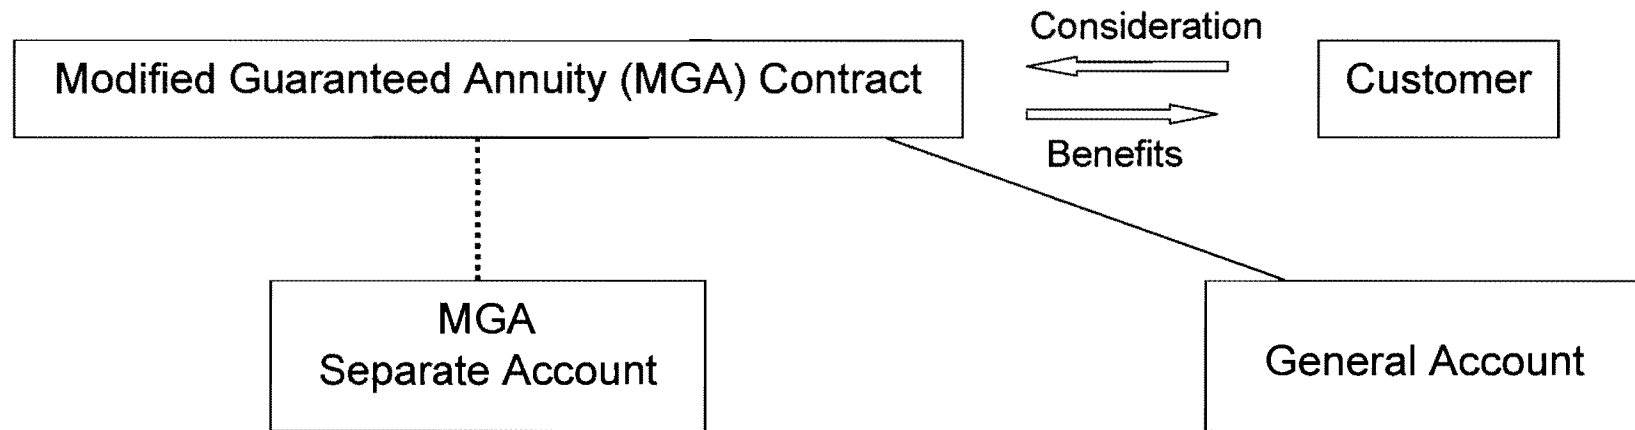 Consideration
Modified Guaranteed Annuity (MGA) Contract
Customer
Benefits
MGA
Separate Account
General Account